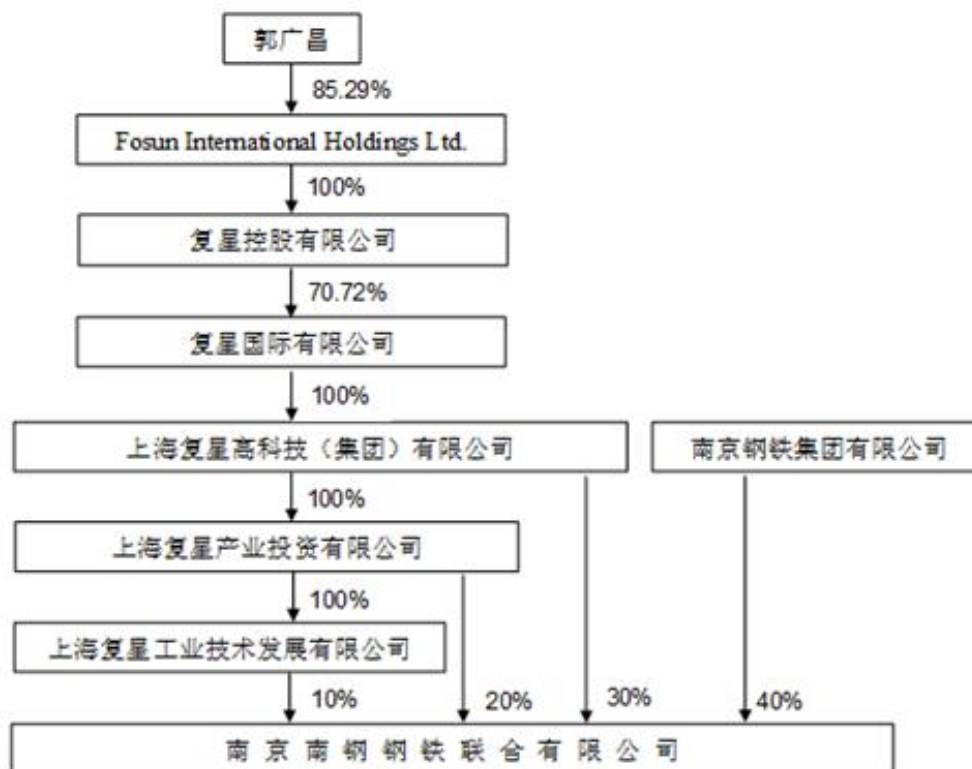 郭广昌
85.29%
Fosun International Holdings Ltd.
100%
复星控股有限公司
70.72%
复星国际有限公司
100%
上海复星高科技（集团）有限公司
南京钢铁集团有限公司
100%
上海复星产业投资有限公司
100%
上海复星工业技术发展有限公司
10%
20%
30%
40%
南京南钢钢铁联合有限公司